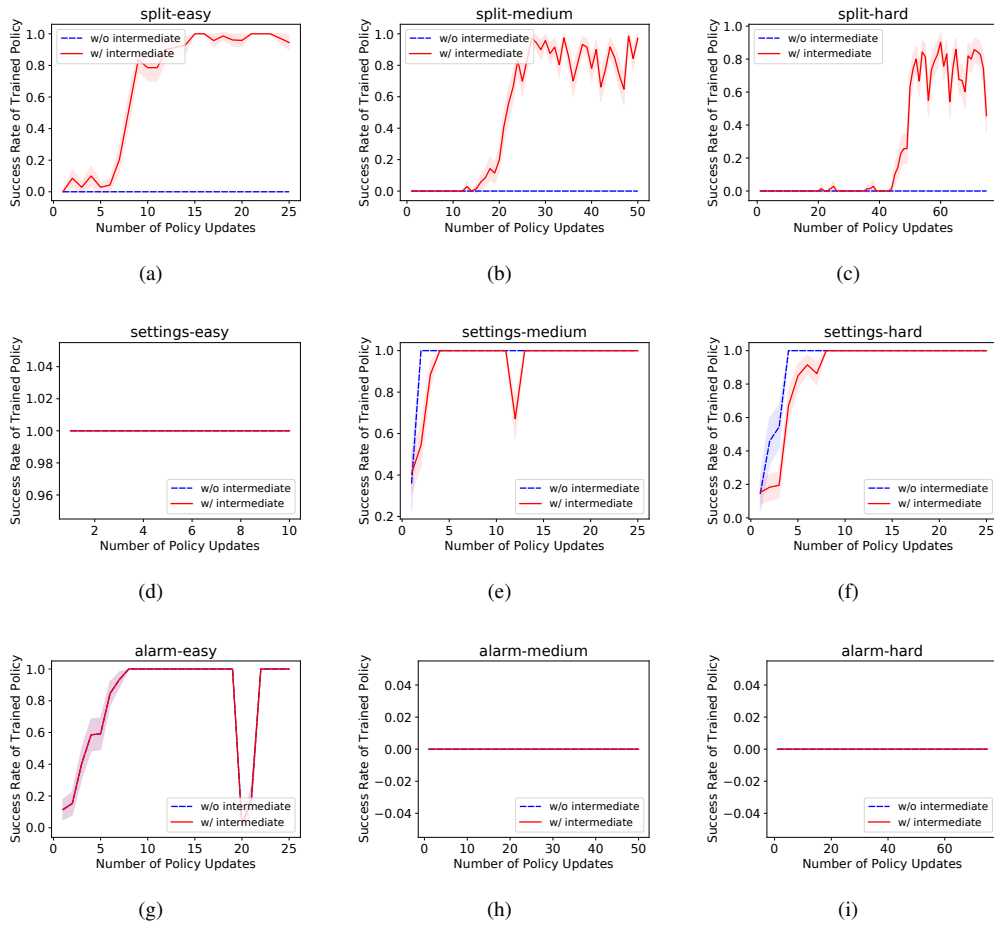 split-easy
Success Rate of Trained Policy
1.0
0.8
0.6
0.4
0.2
0.0
w/o intermediate
w/ intermediate
0 5 10 15 20 25
Number of Policy Updates
(a)
split-medium
Success Rate of Trained Policy
1.0
0.8
0.6
0.4
0.2
0.0
w/o intermediate
w/ intermediate
0 10 20 30 40 50
Number of Policy Updates
(b)
split-hard
Success Rate of Trained Policy
1.0
0.8
0.6
0.4
0.2
0.0
w/o intermediate
w/ intermediate
0 20 40 60
Number of Policy Updates
(c)
settings-easy
Success Rate of Trained Policy
1.04
1.02
1.00
0.98
0.96
w/o intermediate
w/ intermediate
2 4 6 8 10
Number of Policy Updates
(d)
settings-medium
Success Rate of Trained Policy
1.0
0.8
0.6
0.4
0.2
w/o intermediate
w/ intermediate
0 5 10 15 20 25
Number of Policy Updates
(e)
settings-hard
Success Rate of Trained Policy
1.0
0.8
0.6
0.4
0.2
0.0
w/o intermediate
w/ intermediate
0 5 10 15 20 25
Number of Policy Updates
(f)
alarm-easy
Success Rate of Trained Policy
1.0
0.8
0.6
0.4
0.2
0.0
w/o intermediate
w/ intermediate
0 5 10 15 20 25
Number of Policy Updates
(g)
alarm-medium
Success Rate of Trained Policy
0.04
0.02
0.00
−0.02
−0.04
w/o intermediate
w/ intermediate
0 10 20 30 40 50
Number of Policy Updates
(h)
alarm-hard
Success Rate of Trained Policy
0.04
0.02
0.00
−0.02
−0.04
w/o intermediate
w/ intermediate
0 20 40 60
Number of Policy Updates
(i)